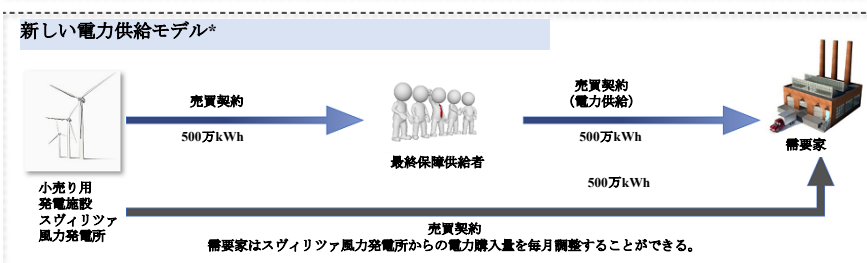 新しい電力供給モデル*
売買契約
500万kWh
最終保障供給者
売買契約
(電力供給)
500万kWh
需要家
500万kWh
小売り用
発電施設
スヴィリツァ
風力発電所
売買契約
需要家はスヴィリツァ風力発電所からの電力購入量を毎月調整することができる。